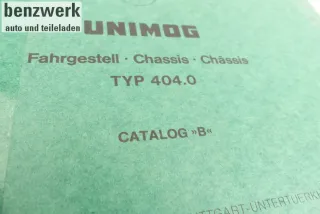 benzwerk
auto und teileladen
UNIMOG
Fahrgestell · Chassis · Châssis
TYP 404.0
CATALOG »B«